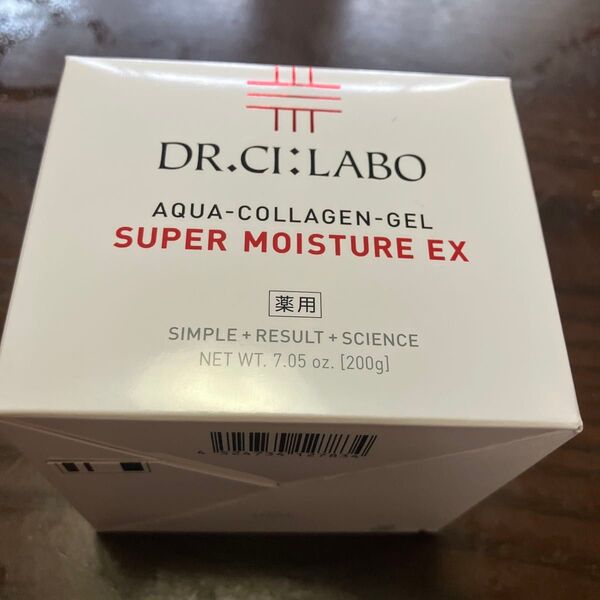 DR.CI:LABO
AQUA-COLLAGEN-GEL
SUPER MOISTURE EX
薬用
SIMPLE + RESULT + SCIENCE
NET WT. 7.05 oz. [200g]